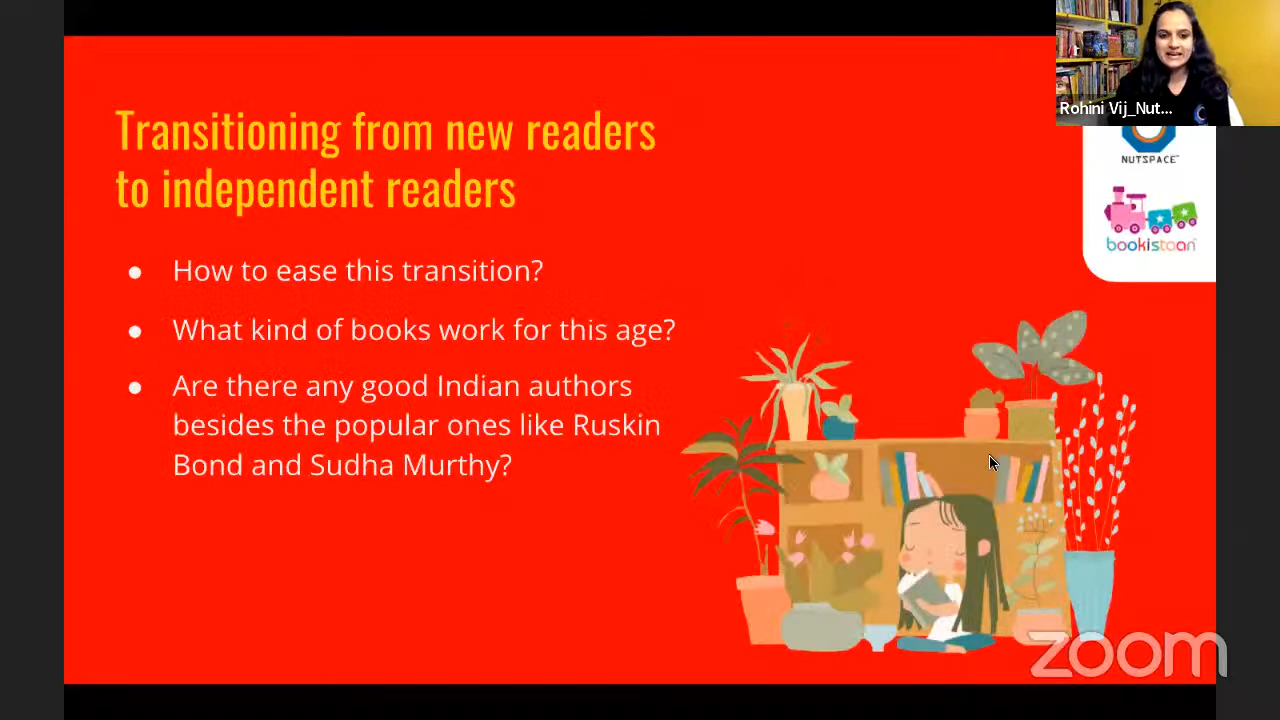 Rohini Vij_Nut...
NUTSPACE™
bookistaan
Transitioning from new readers
to independent readers
● How to ease this transition?
● What kind of books work for this age?
● Are there any good Indian authors
besides the popular ones like Ruskin
Bond and Sudha Murthy?
zoom